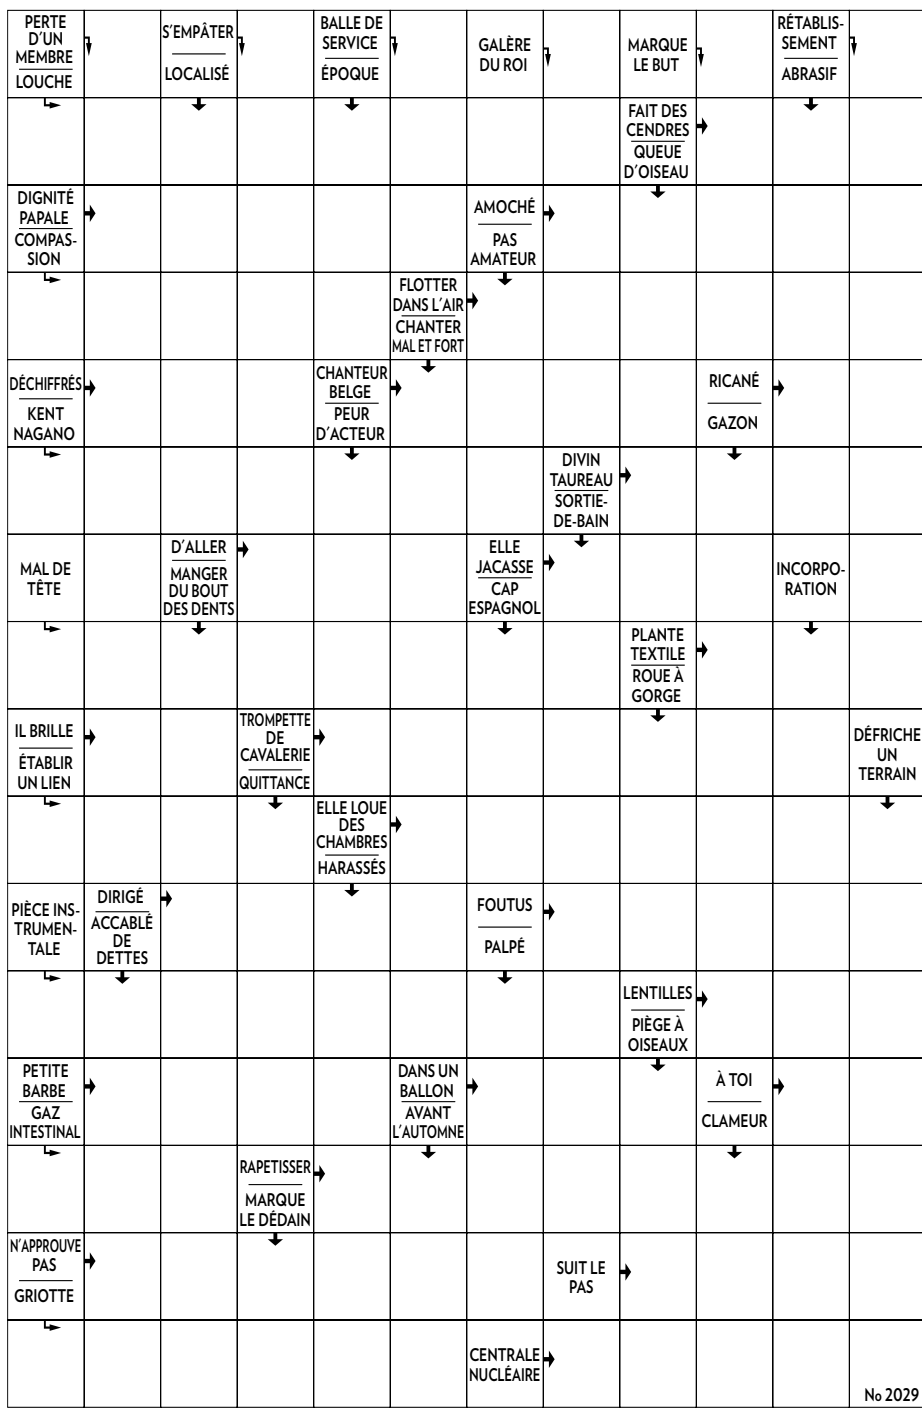 PERTE
D'UN
MEMBRE
LOUCHE
S'EMPÂTER
LOCALISÉ
BALLE DE
SERVICE
ÉPOQUE
GALÈRE
DU ROI
MARQUE
LE BUT
RÉTABLIS-
SEMENT
ABRASIF
FAIT DES
CENDRES
QUEUE
D'OISEAU
DIGNITÉ
PAPALE
COMPAS-
SION
AMOCHÉ
PAS
AMATEUR
FLOTTER
DANS L'AIR
CHANTER
MAL ET FORT
DÉCHIFFRÉS
KENT
NAGANO
CHANTEUR
BELGE
PEUR
D'ACTEUR
RICANÉ
GAZON
DIVIN
TAUREAU
SORTIE-
DE-BAIN
MAL DE
TÊTE
D'ALLER
MANGER
DU BOUT
DES DENTS
ELLE
JACASSE
CAP
ESPAGNOL
INCORPO-
RATION
PLANTE
TEXTILE
ROUE À
GORGE
IL BRILLE
ÉTABLIR
UN LIEN
TROMPETTE
DE
CAVALERIE
QUITTANCE
DÉFRICHE
UN
TERRAIN
ELLE LOUE
DES
CHAMBRES
HARASSÉS
PIÈCE INS-
TRUMEN-
TALE
DIRIGÉ
ACCABLÉ
DE
DETTES
FOUTUS
PALPÉ
LENTILLES
PIÈGE À
OISEAUX
PETITE
BARBE
GAZ
INTESTINAL
DANS UN
BALLON
AVANT
L'AUTOMNE
À TOI
CLAMEUR
RAPETISSER
MARQUE
LE DÉDAIN
N'APPROUVE
PAS
GRIOTTE
SUIT LE
PAS
CENTRALE
NUCLÉAIRE
No 2029